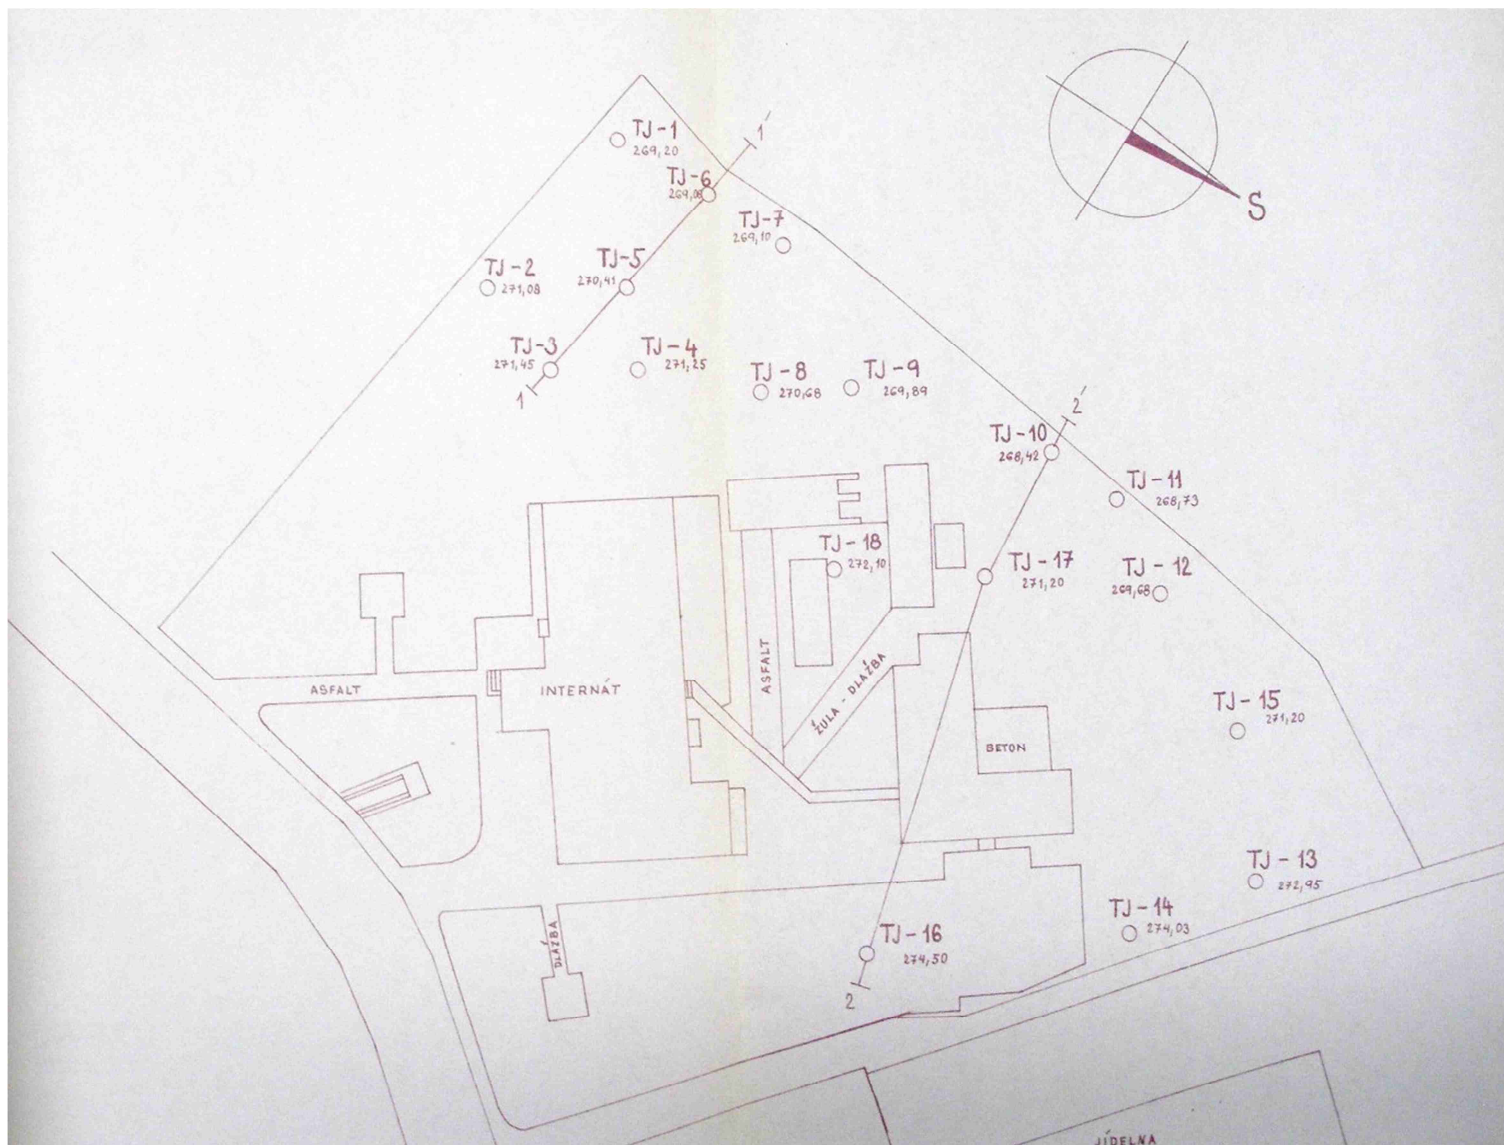 TJ-1
269,20
1'
TJ-6
269,08
TJ-7
269,10
S
TJ-2
271,08
TJ-5
270,41
TJ-3
271,45
1
TJ-4
271,25
TJ-8
270,68
TJ-9
269,89
2'
TJ-10
268,42
TJ-11
268,73
TJ-18
272,10
TJ-17
271,20
TJ-12
269,68
ASFALT
INTERNÁT
ASFALT
ŽULA-DLAŽBA
BETON
TJ-15
271,20
TJ-13
272,95
TJ-14
274,03
DLAŽBA
TJ-16
274,50
2
JÍDELNA